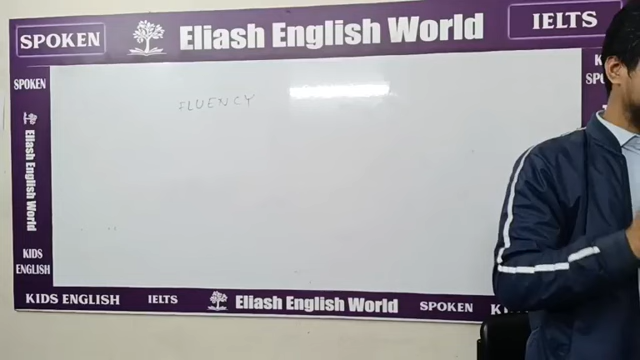 SPOKEN Eliash English World IELTS
SPOKEN
FLUENCY
Eliash English World
KIDS
ENGLISH
KIDS ENGLISH IELTS Eliash English World SPOKEN